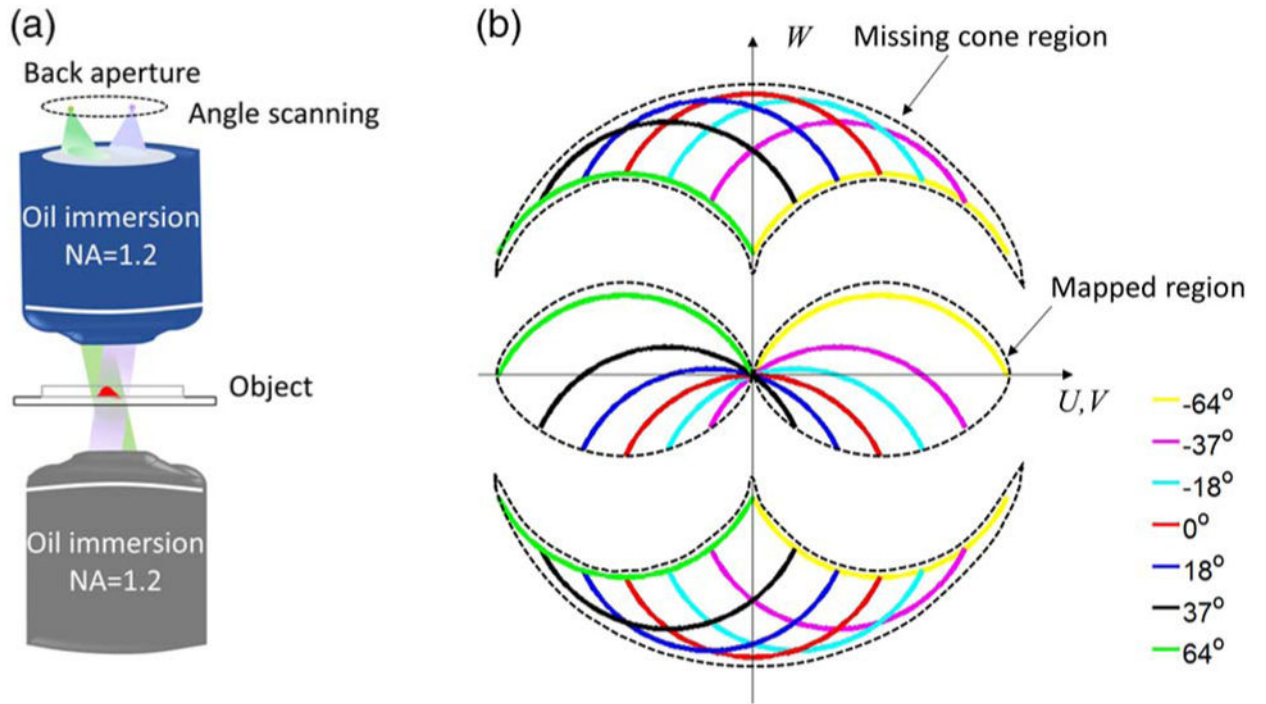 (a)
Back aperture
Angle scanning
Oil immersion
NA=1.2
Object
Oil immersion
NA=1.2
(b)
W
Missing cone region
Mapped region
U,V
-64°
-37°
-18°
0°
18°
37°
64°